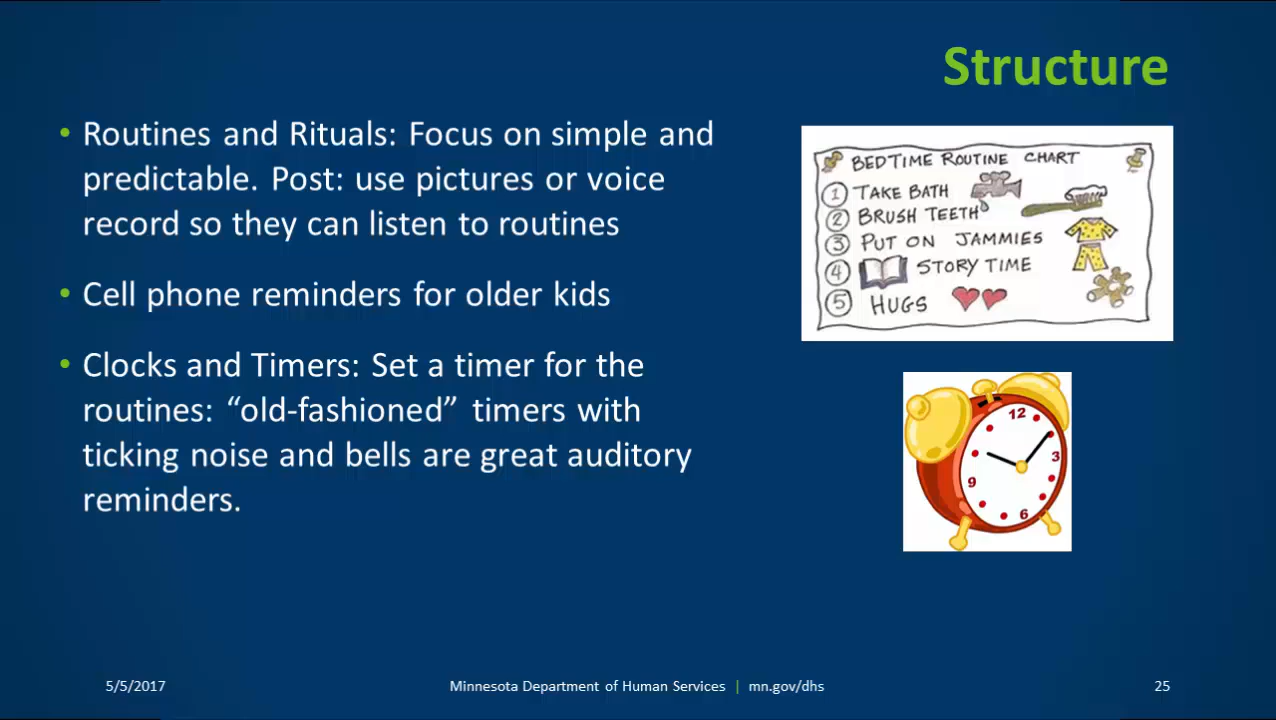 Structure
• Routines and Rituals: Focus on simple and
predictable. Post: use pictures or voice
record so they can listen to routines
• Cell phone reminders for older kids
• Clocks and Timers: Set a timer for the
routines: “old-fashioned” timers with
ticking noise and bells are great auditory
reminders.
BEDTIME ROUTINE CHART
1 TAKE BATH
2 BRUSH TEETH
3 PUT ON JAMMIES
4 STORY TIME
5 HUGS
12
3
6
9
5/5/2017
Minnesota Department of Human Services | mn.gov/dhs
25